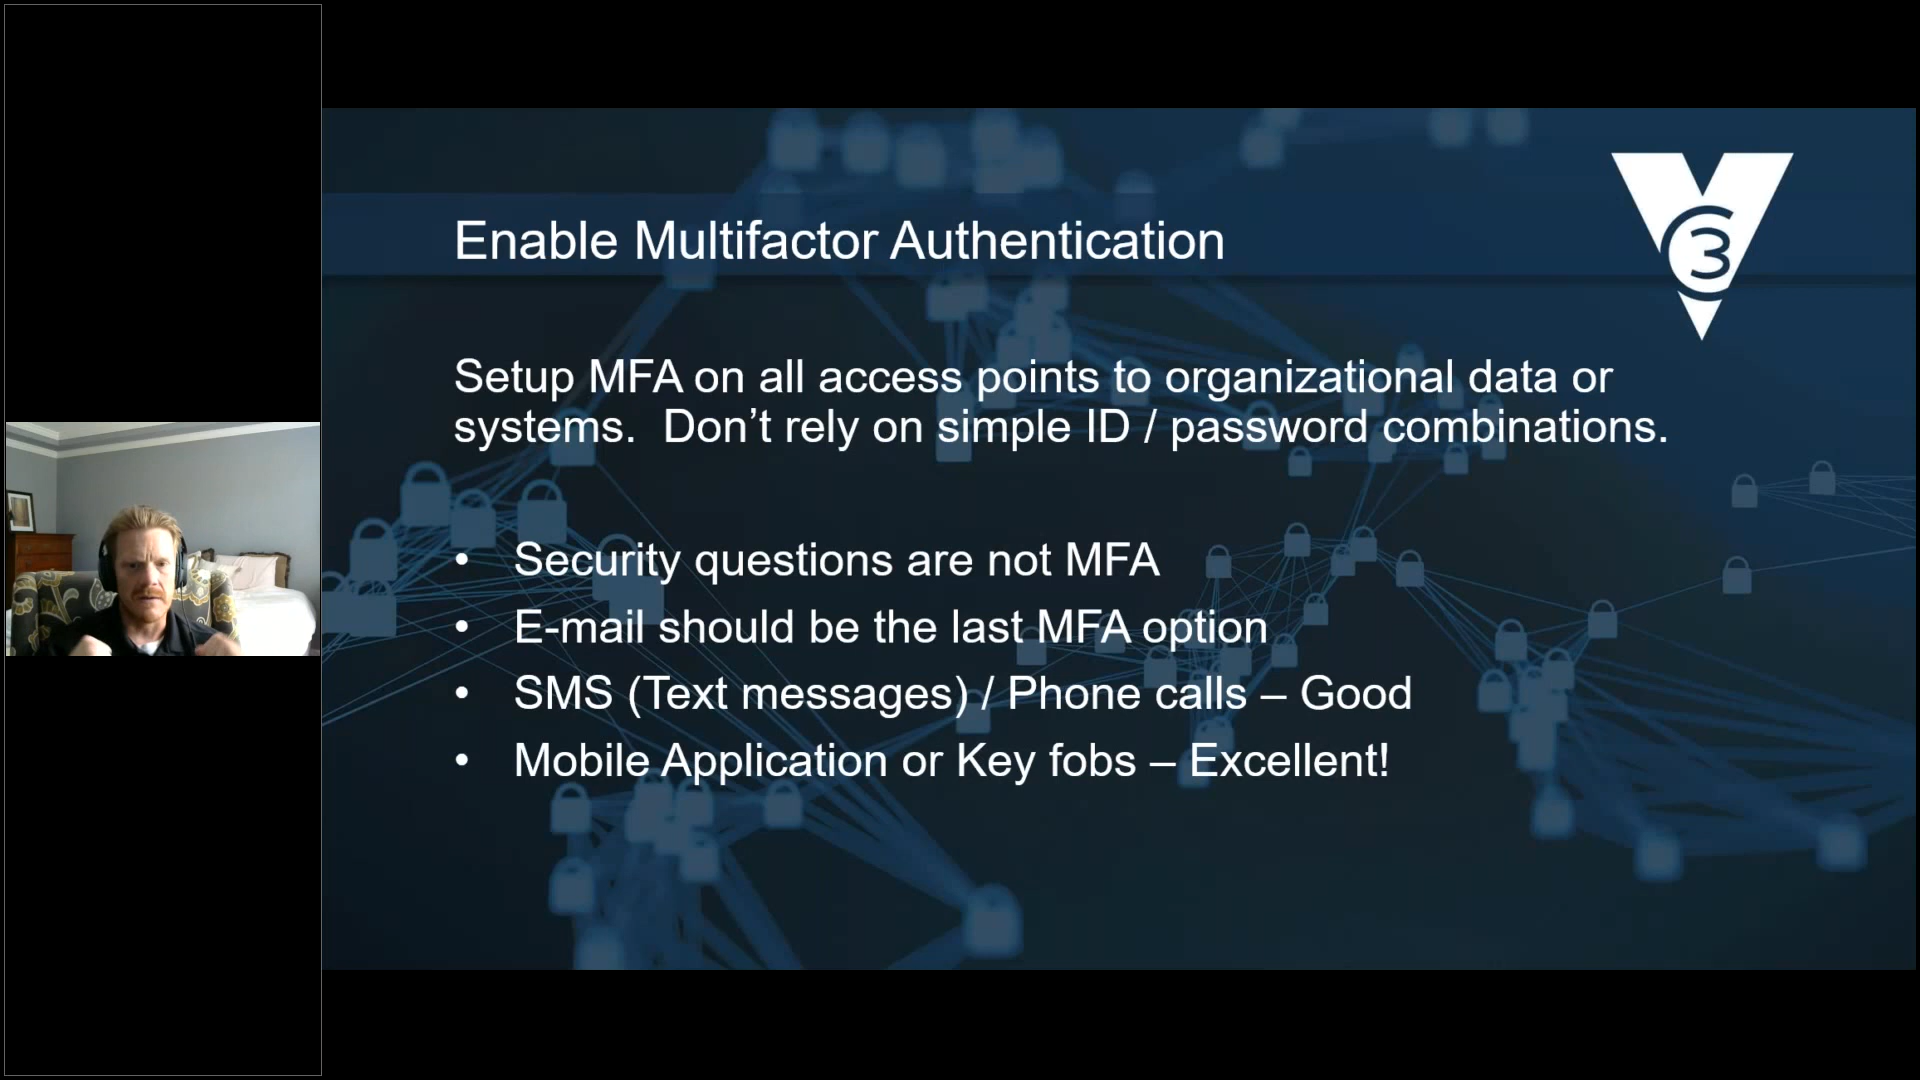 Enable Multifactor Authentication
3
Setup MFA on all access points to organizational data or
systems.  Don’t rely on simple ID / password combinations.
• Security questions are not MFA
• E-mail should be the last MFA option
• SMS (Text messages) / Phone calls – Good
• Mobile Application or Key fobs – Excellent!